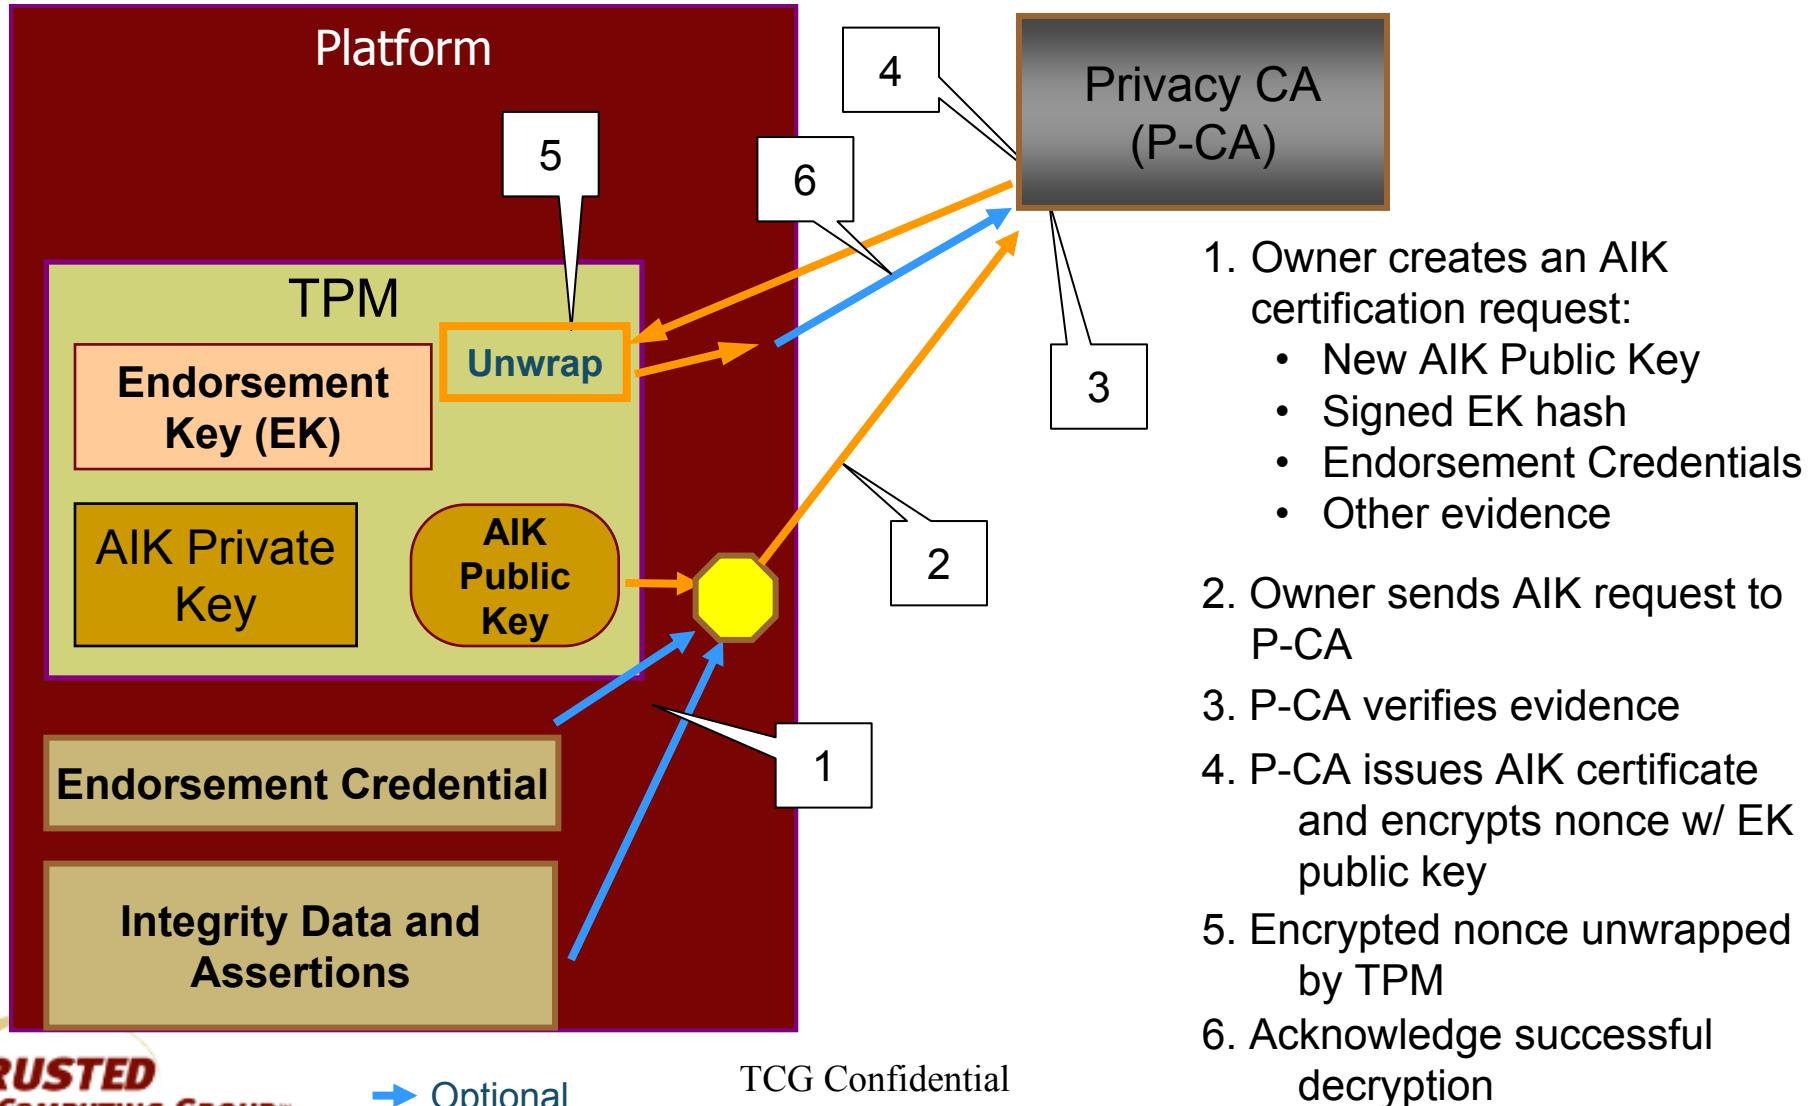 Platform
4
Privacy CA
(P-CA)
5
6
TPM
Unwrap
Endorsement
Key (EK)
3
AIK Private
Key
AIK
Public
Key
2
1
Endorsement Credential
Integrity Data and
Assertions
1. Owner creates an AIK
certification request:
• New AIK Public Key
• Signed EK hash
• Endorsement Credentials
• Other evidence
2. Owner sends AIK request to
P-CA
3. P-CA verifies evidence
4. P-CA issues AIK certificate
and encrypts nonce w/ EK
public key
5. Encrypted nonce unwrapped
by TPM
6. Acknowledge successful
decryption
RUSTED
Optional
TCG Confidential